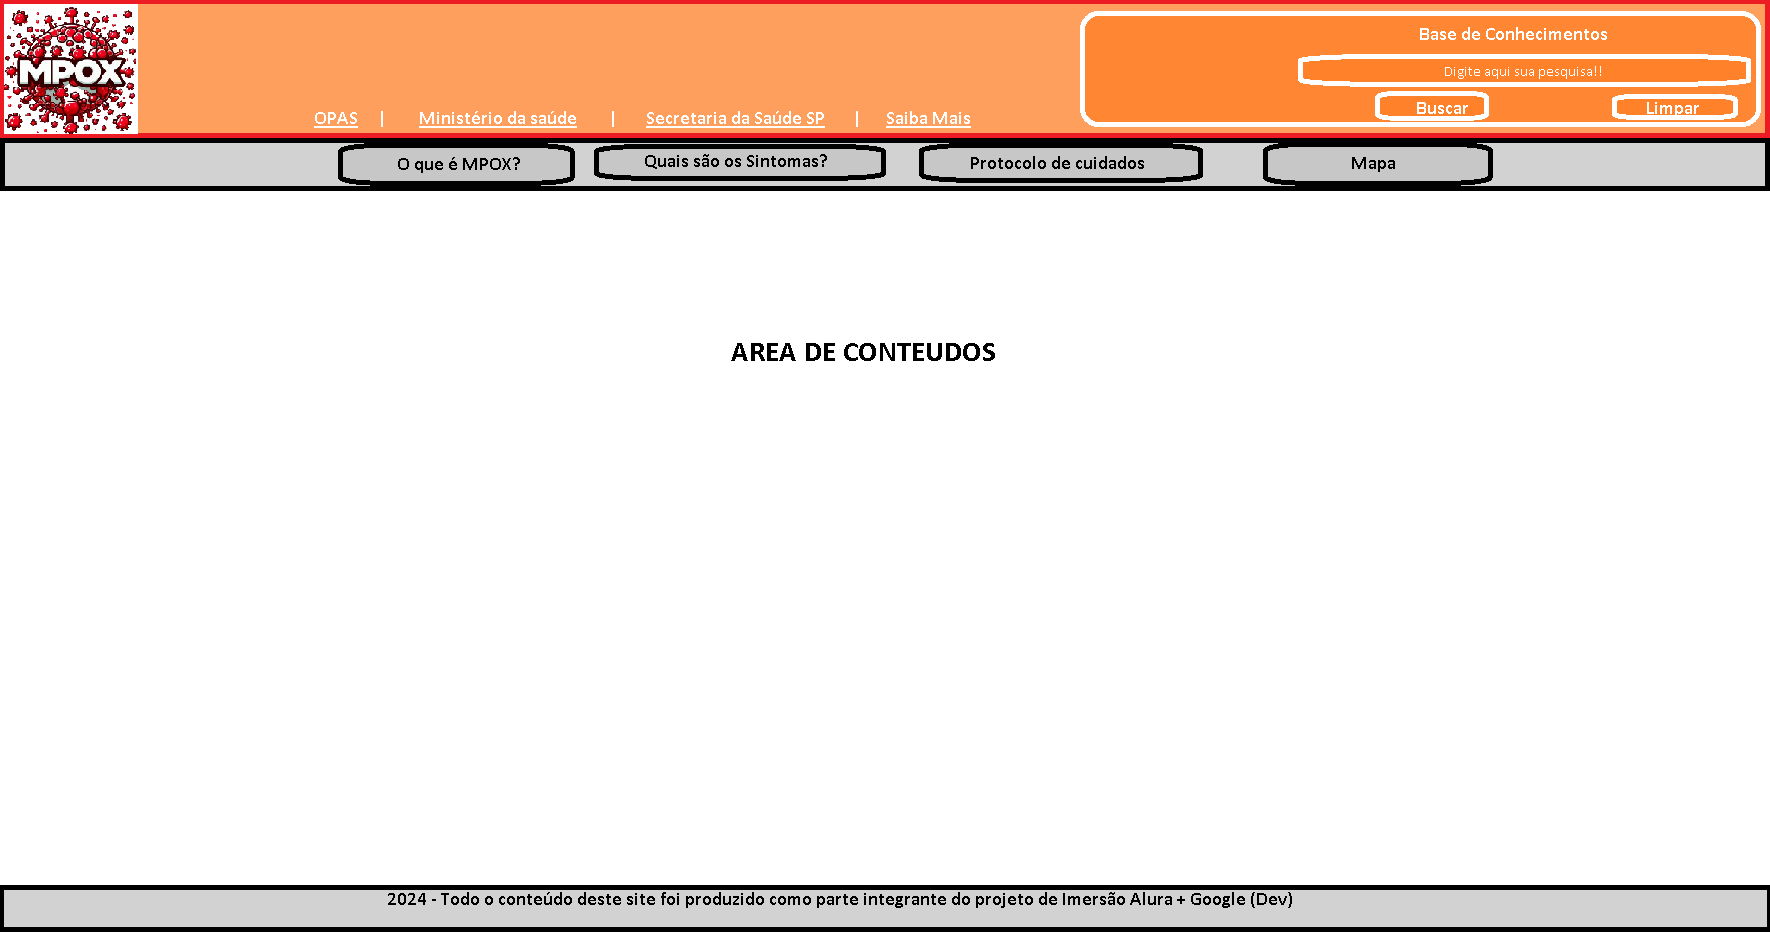 MPOX
Base de Conhecimentos
Digite aqui sua pesquisa!!
Buscar Limpar
OPAS | Ministério da saúde | Secretaria da Saúde SP | Saiba Mais
O que é MPOX? Quais são os Sintomas? Protocolo de cuidados Mapa
AREA DE CONTEUDOS
2024 - Todo o conteúdo deste site foi produzido como parte integrante do projeto de Imersão Alura + Google (Dev)